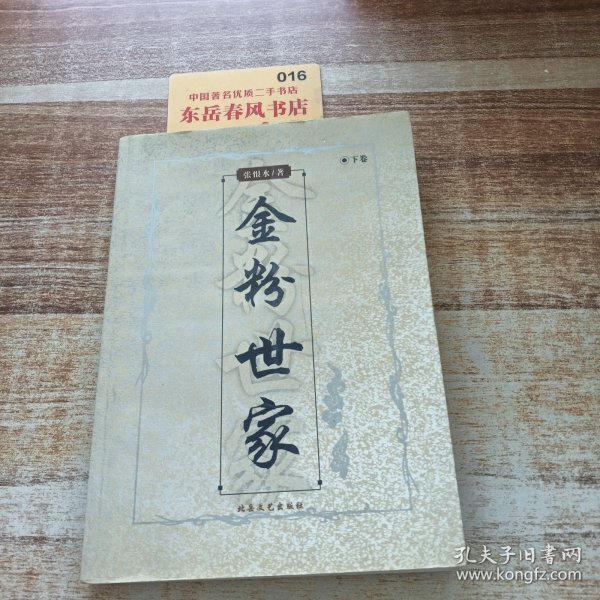 016
中国著名优质二手书店
东岳春风书店
下卷
张恨水/著
金粉世家
北岳文艺出版社
孔夫子旧书网
www.kongfz.com